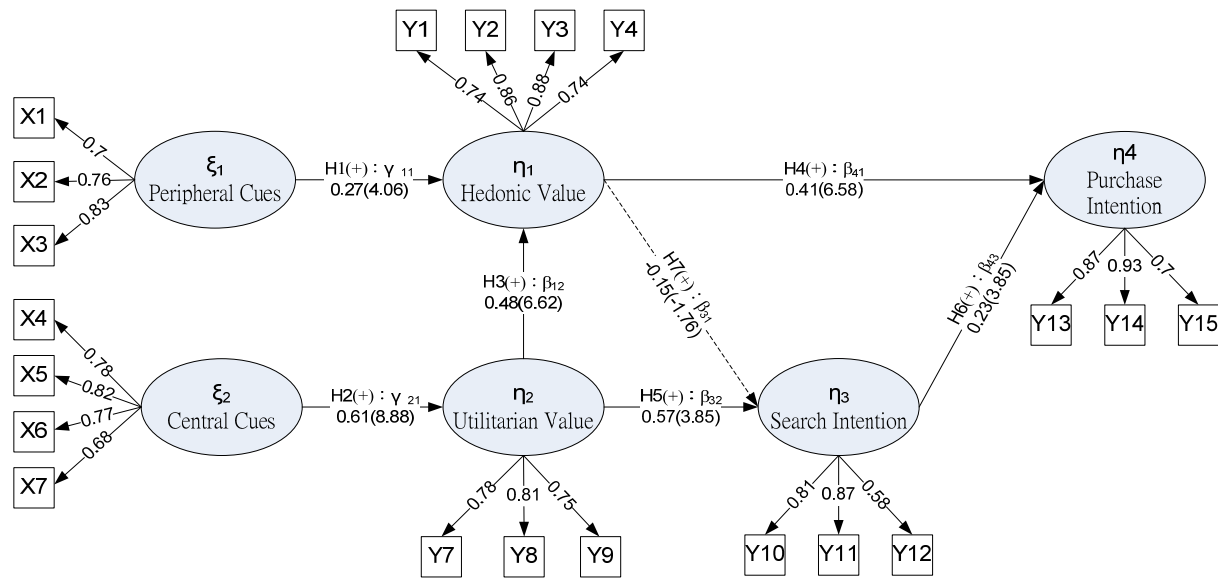 Y1
Y2
Y3
Y4
0.74
0.86
0.88
0.74
X1
X2
X3
0.7
0.76
0.83
ξ1
Peripheral Cues
H1(+)：γ 11
0.27(4.06)
η1
Hedonic Value
H4(+)：β41
0.41(6.58)
η4
Purchase
Intention
0.87
0.93
0.7
Y13
Y14
Y15
H3(+)：β12
0.48(6.62)
H7(+)：β31
-0.15(-1.76)
H6(+)：β43
0.23(3.85)
X4
X5
X6
X7
0.78
0.82
0.77
0.68
ξ2
Central Cues
H2(+)：γ 21
0.61(8.88)
η2
Utilitarian Value
H5(+)：β32
0.57(3.85)
η3
Search Intention
0.78
0.81
0.75
Y7
Y8
Y9
0.81
0.87
0.58
Y10
Y11
Y12